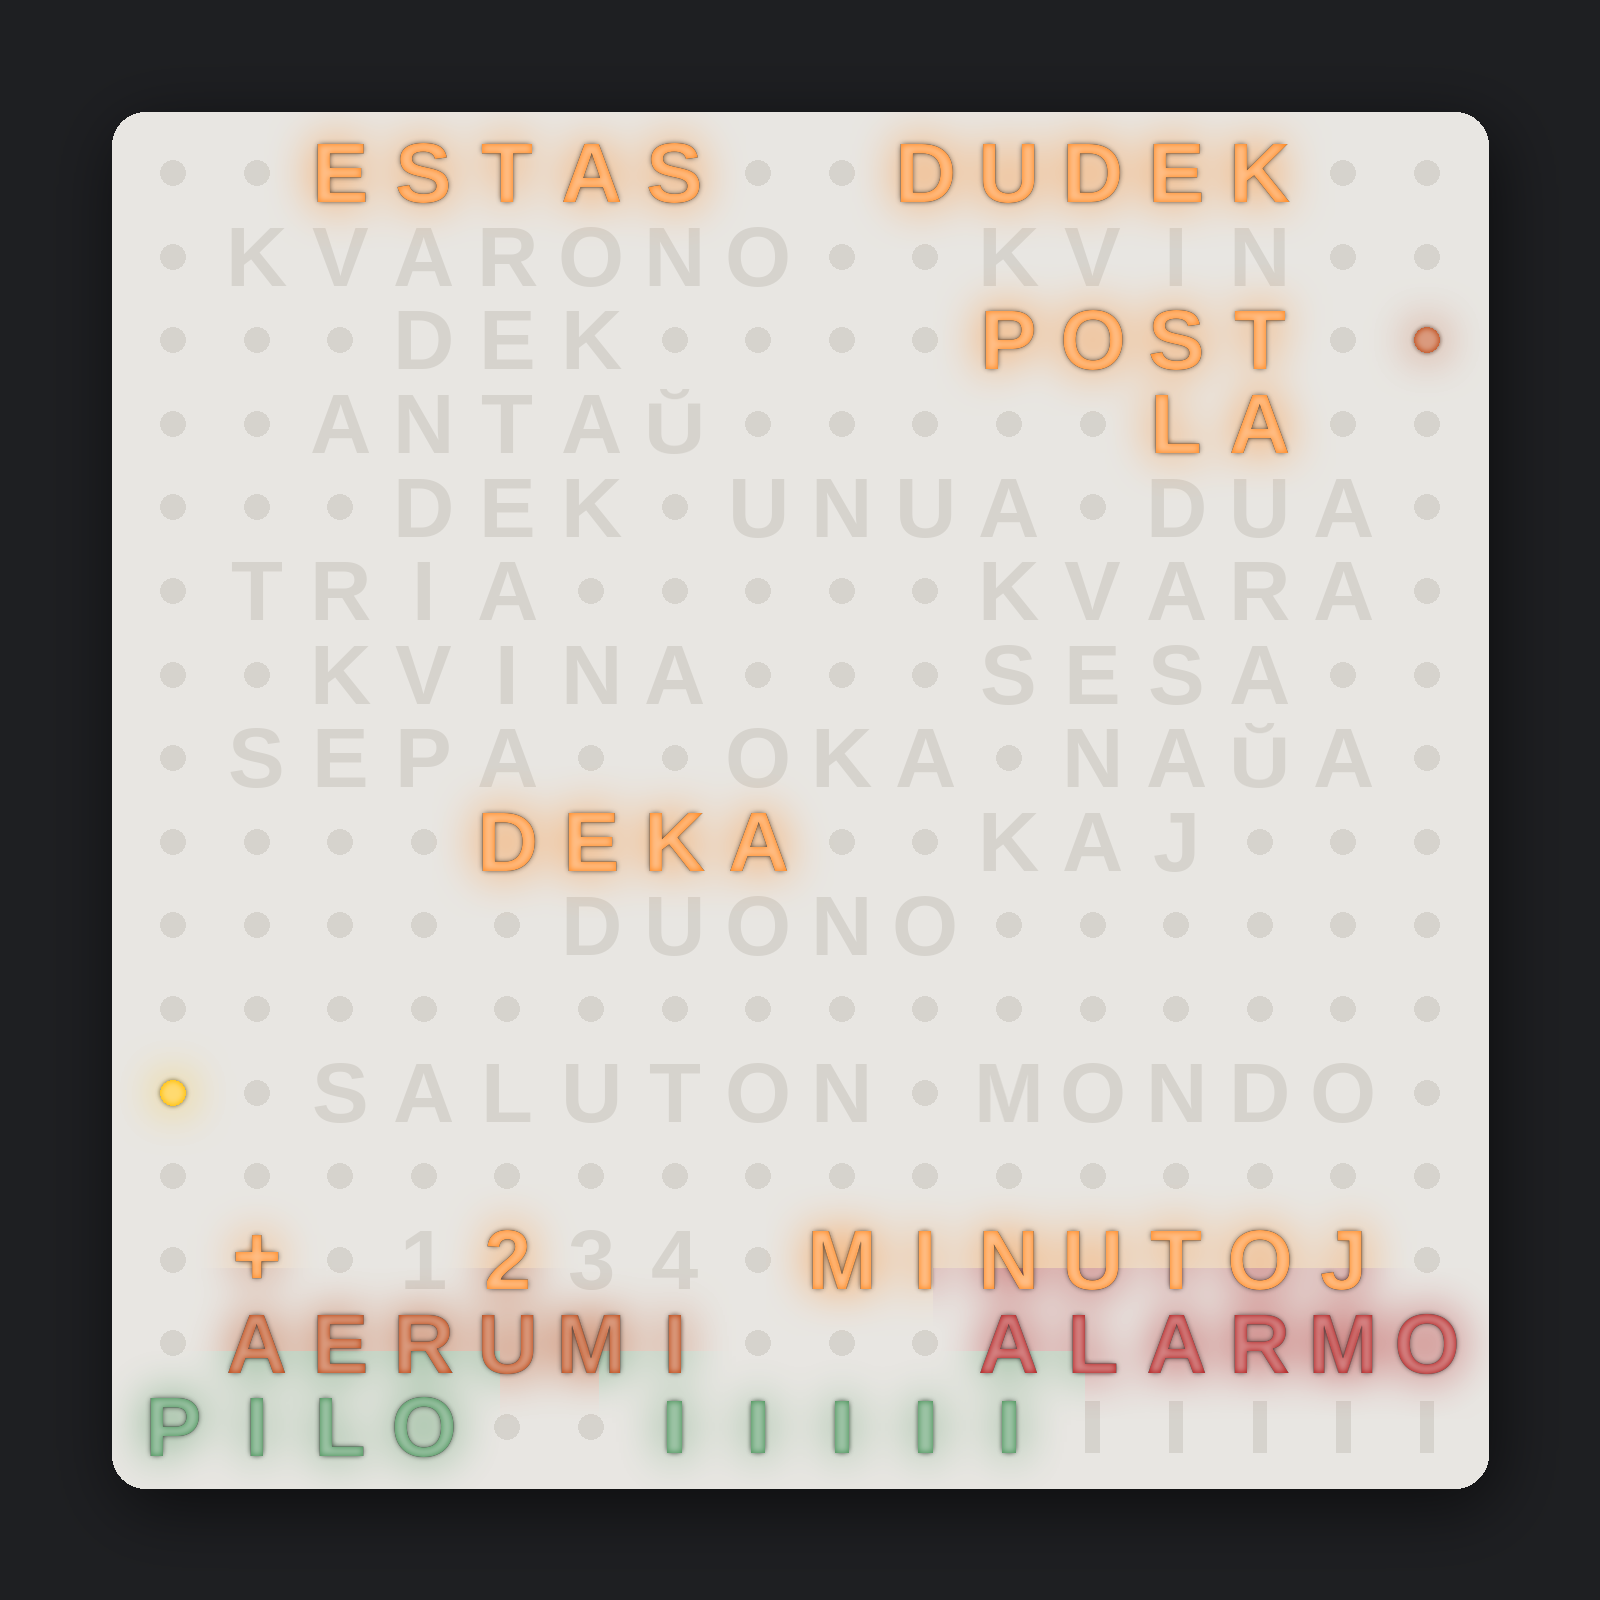 ESTAS DUDEK
KVARONO KVIN
DEK POST
ANTAŬ LA
DEK UNUA DUA
TRIA KVARA
KVINA SESA
SEPA OKA NAŬA
DEKA KAJ
DUONO
SALUTON MONDO
+ 1 2 3 4 MINUTOJ
AERUMI ALARMO
PILO I I I I I I I I I I